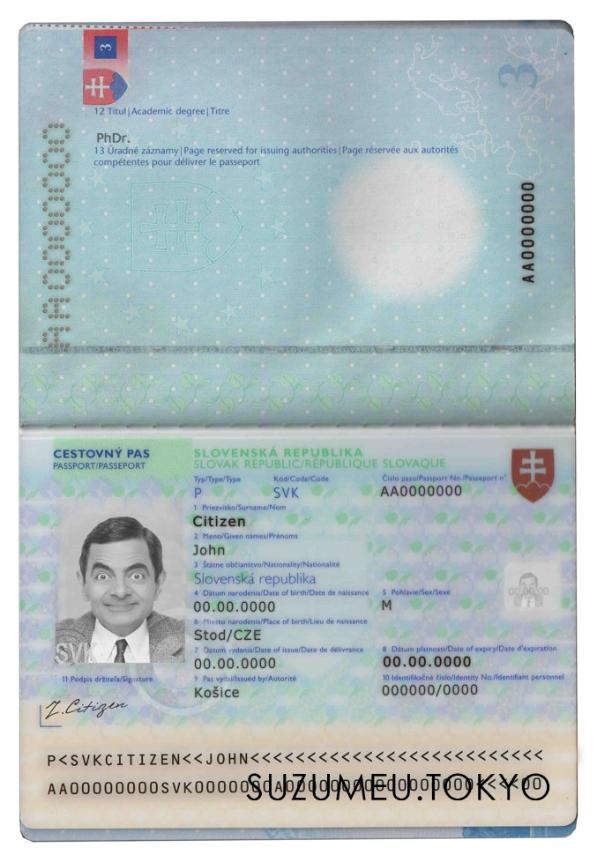 3
3
12 Titul|Academic degree|Titre
PhDr.
13 Úradné záznamy|Page reserved for issuing authorities|Page réservée aux autorités
compétentes pour délivrer le passeport
AA0000000
AA0000000
CESTOVNÝ PAS
PASSPORT/PASSEPORT
SLOVENSKÁ REPUBLIKA
SLOVAK REPUBLIC/RÉPUBLIQUE SLOVAQUE
Typ/Type/Type Kód/Code/Code Číslo pasu/Passport No./Passeport n°
P SVK AA0000000
1 Priezvisko/Surname/Nom
Citizen
2 Meno/Given names/Prénoms
John
3 Štátne občianstvo/Nationality/Nationalité
Slovenská republika
4 Dátum narodenia/Date of birth/Date de naissance 5 Pohlavie/Sex/Sexe
00.00.0000 M
6 Miesto narodenia/Place of birth/Lieu de naissance
Stod/CZE
7 Dátum vydania/Date of issue/Date de délivrance 8 Dátum platnosti/Date of expiry/Date d'expiration
00.00.0000 00.00.0000
9 Pas vydal/Issued by/Autorité 10 Identifikačné číslo/Identity No./Identifiant personnel
Košice 000000/0000
SVK
11 Podpis držiteľa/Signature
J.Citizen
P<SVKCITIZEN<<JOHN<<<<<<<<<<<<<<<<<<<<<<<<<<
SUZUMEU.TOKYO